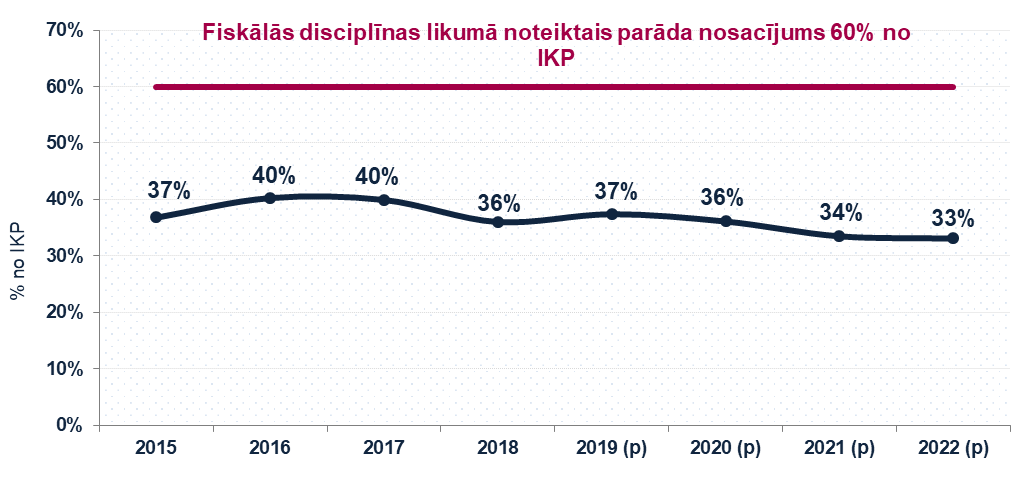 70%
Fiskālās disciplīnas likumā noteiktais parāda nosacījums 60% no
IKP
60%
50%
40%
30%
20%
10%
0%
% no IKP
37%
40%
40%
36%
37%
36%
34%
33%
2015
2016
2017
2018
2019 (p)
2020 (p)
2021 (p)
2022 (p)